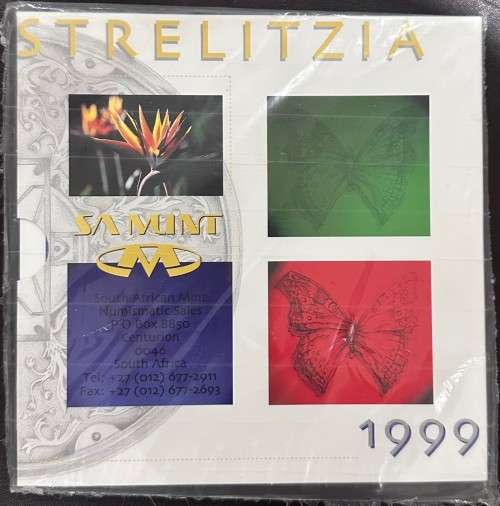 STRELITZIA
SA MINT
South African Mint
Numismatic Sales
P O Box 8850
Centurion
0046
South Africa
Tel: +27 (012) 677-2911
Fax: +27 (012) 677-2693
1999